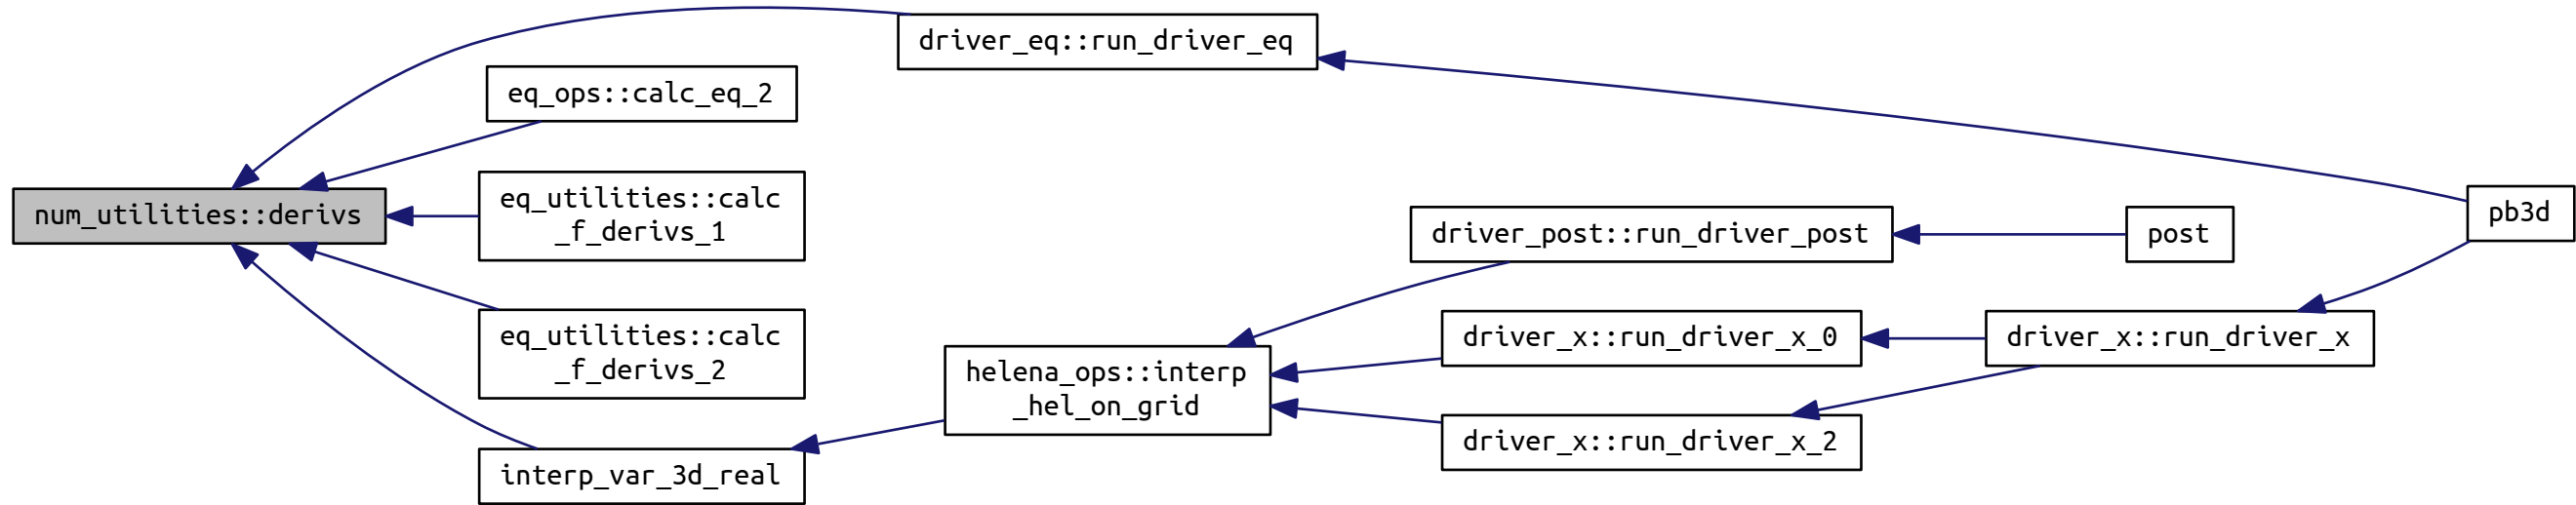 driver_eq::run_driver_eq
eq_ops::calc_eq_2
eq_utilities::calc
_f_derivs_1
num_utilities::derivs
pb3d
driver_post::run_driver_post
post
eq_utilities::calc
_f_derivs_2
driver_x::run_driver_x_0
driver_x::run_driver_x
helena_ops::interp
_hel_on_grid
driver_x::run_driver_x_2
interp_var_3d_real